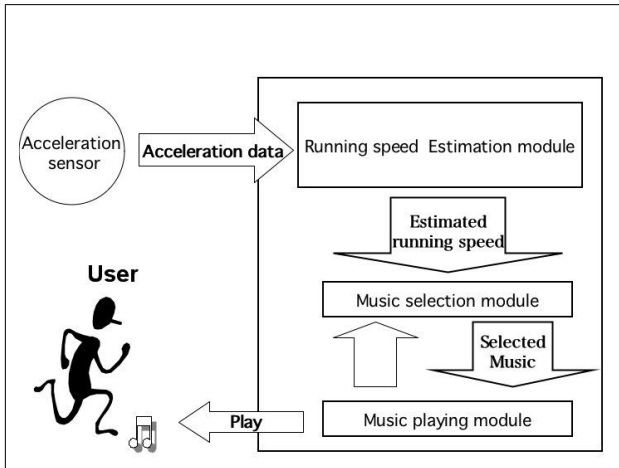 Acceleration
sensor
Acceleration data
Running speed Estimation module
Estimated
running speed
User
Music selection module
Selected
Music
Play
Music playing module